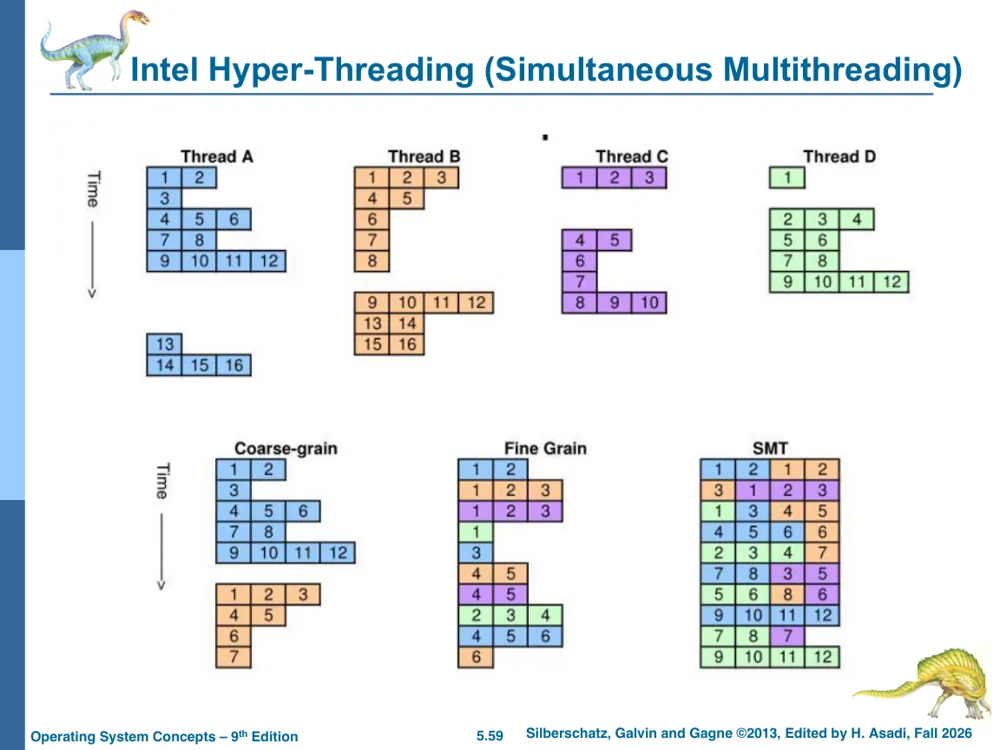 Intel Hyper-Threading (Simultaneous Multithreading)
Thread A Thread B Thread C Thread D
Time
1 2 1 2 3 1 2 3 1
3 4 5
4 5 6 6 2 3 4
7 8 7 4 5 5 6
9 10 11 12 8 6 7 8
7 9 10 11 12
9 10 11 12 8 9 10
13 14
13 15 16
14 15 16
Coarse-grain Fine Grain SMT
Time
1 2 1 2 1 2 1 2
3 1 2 3 3 1 2 3
4 5 6 1 2 3 1 3 4 5
7 8 1 4 5 6 6
9 10 11 12 3 2 3 4 7
4 5 7 8 3 5
1 2 3 4 5 5 6 8 6
4 5 2 3 4 9 10 11 12
6 4 5 6 7 8 7
7 6 9 10 11 12
Operating System Concepts – 9th Edition 5.59 Silberschatz, Galvin and Gagne ©2013, Edited by H. Asadi, Fall 2026